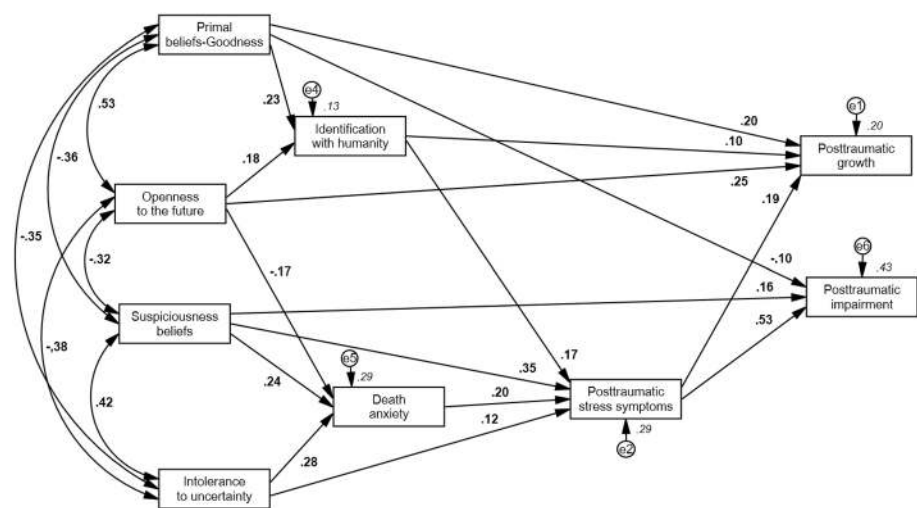 Primal
beliefs-Goodness
.53
.23
e4
.13
Identification
with humanity
.20
e1
.20
.10
Posttraumatic
growth
-.36
.18
Openness
to the future
.25
.19
-.35
-.32
-.17
-.10
e6
.43
Posttraumatic
impairment
.16
Suspiciousness
beliefs
.53
-,38
.24
e5
.29
.35
.17
Death
anxiety
.20
Posttraumatic
stress symptoms
.42
.12
e2
.29
.28
Intolerance
to uncertainty